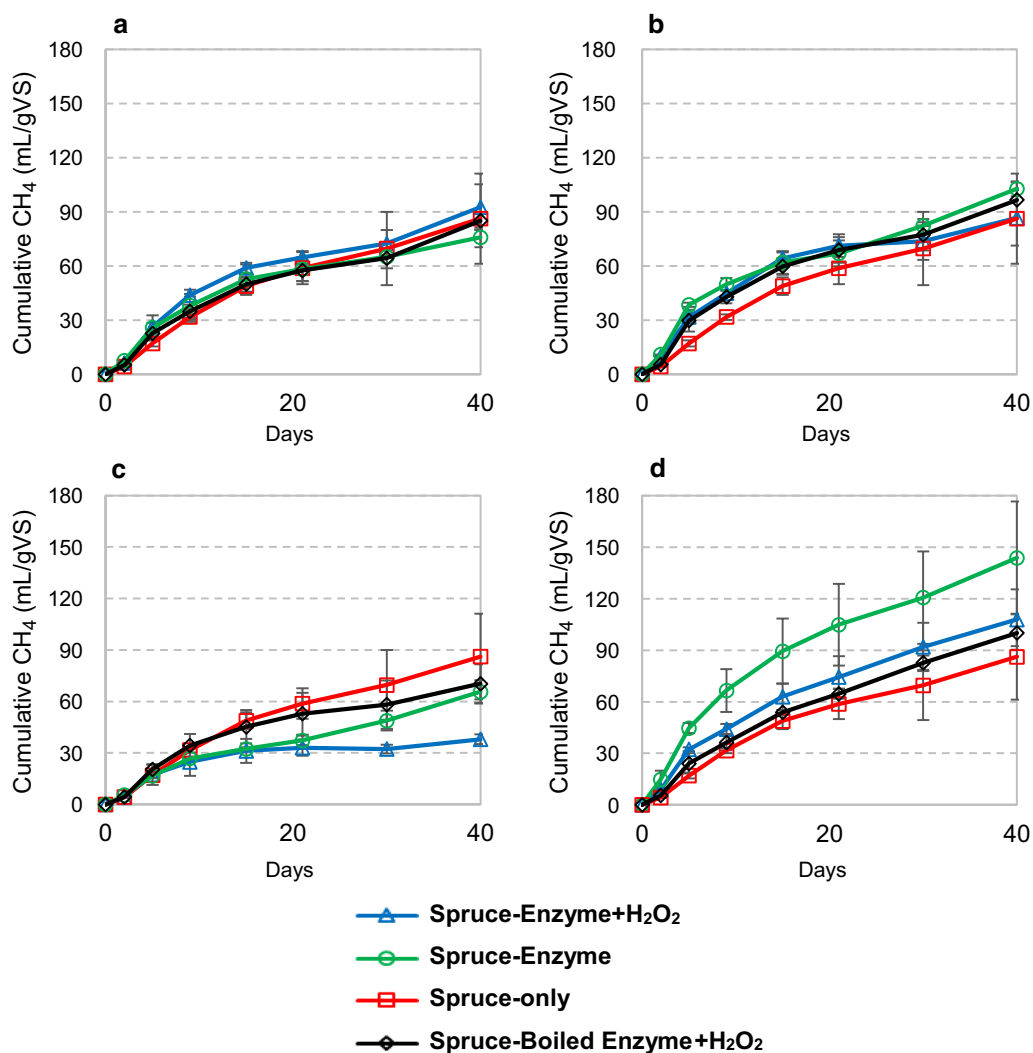 a
180
150
120
90
60
30
0
Cumulative CH₄ (mL/gVS)
0 20 40
Days
b
180
150
120
90
60
30
0
Cumulative CH₄ (mL/gVS)
0 20 40
Days
c
180
150
120
90
60
30
0
Cumulative CH₄ (mL/gVS)
0 20 40
Days
d
180
150
120
90
60
30
0
Cumulative CH₄ (mL/gVS)
0 20 40
Days
Spruce-Enzyme+H₂O₂
Spruce-Enzyme
Spruce-only
Spruce-Boiled Enzyme+H₂O₂